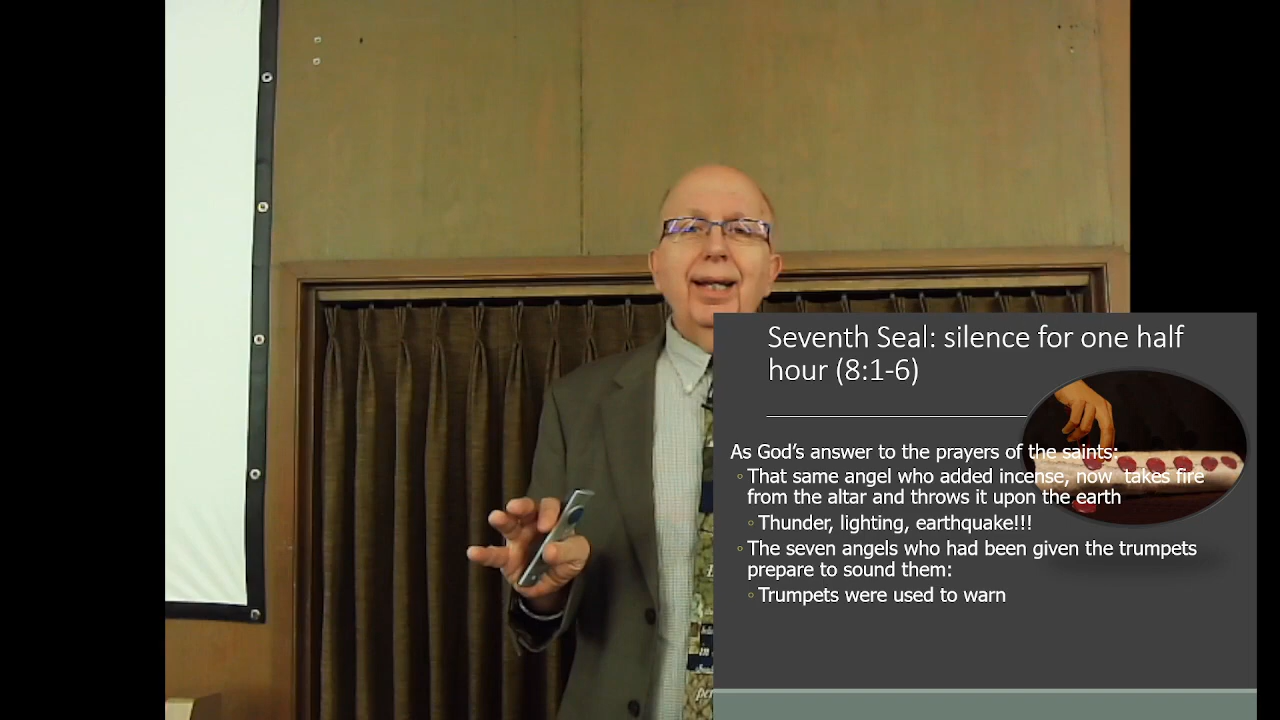 Seventh Seal: silence for one half
hour (8:1-6)
As God's answer to the prayers of the saints:
◦ That same angel who added incense, now  takes fire
from the altar and throws it upon the earth
◦ Thunder, lighting, earthquake!!!
◦ The seven angels who had been given the trumpets
prepare to sound them:
◦ Trumpets were used to warn